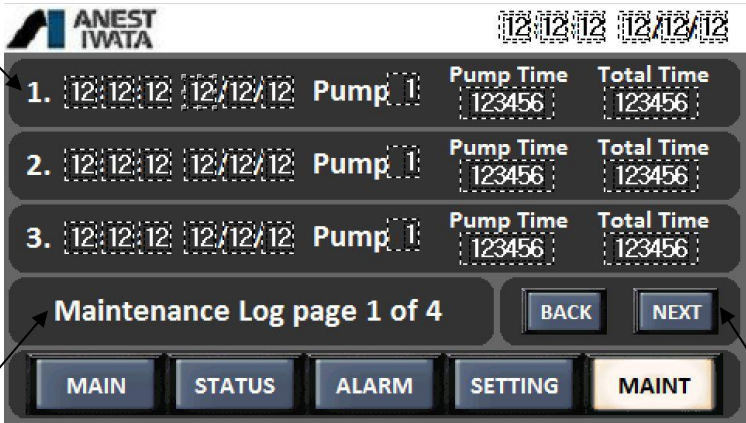 ANEST IWATA 12:12:12 12/12/12
Pump Time Total Time
1. 12:12:12 12/12/12 Pump 1 123456 123456
Pump Time Total Time
2. 12:12:12 12/12/12 Pump 1 123456 123456
Pump Time Total Time
3. 12:12:12 12/12/12 Pump 1 123456 123456
Maintenance Log page 1 of 4 BACK NEXT
MAIN STATUS ALARM SETTING MAINT